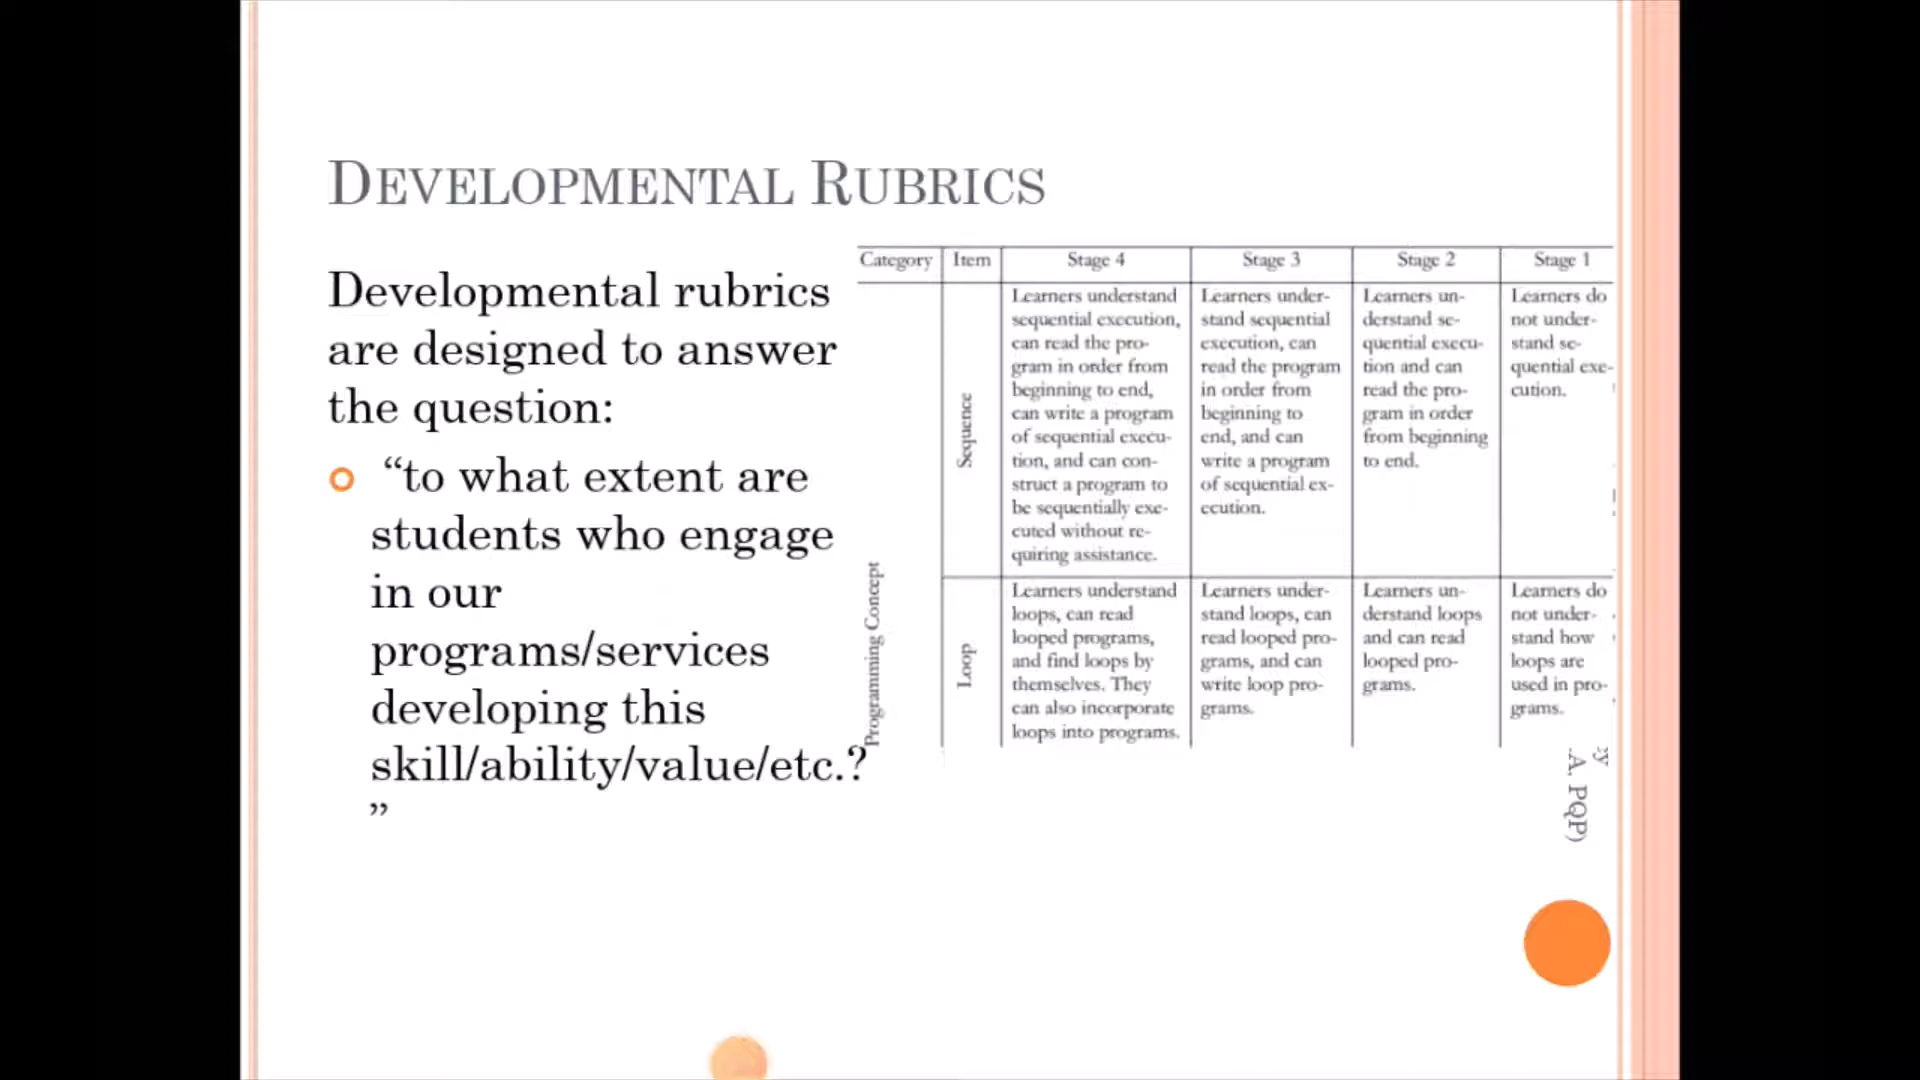 DEVELOPMENTAL RUBRICS
Developmental rubrics
are designed to answer
the question:
“to what extent are
students who engage
in our
programs/services
developing this
skill/ability/value/etc.?
”
Category Item Stage 4 Stage 3 Stage 2 Stage 1
Programming Concept
Sequence
Learners understand
sequential execution,
can read the pro-
gram in order from
beginning to end,
can write a program
of sequential execu-
tion, and can con-
struct a program to
be sequentially exe-
cuted without re-
quiring assistance.
Learners under-
stand sequential
execution, can
read the program
in order from
beginning to
end, and can
write a program
of sequential ex-
ecution.
Learners un-
derstand se-
quential execu-
tion and can
read the pro-
gram in order
from beginning
to end.
Learners do
not under-
stand se-
quential exe-
cution.
Loop
Learners understand
loops, can read
looped programs,
and find loops by
themselves. They
can also incorporate
loops into programs.
Learners under-
stand loops, can
read looped pro-
grams, and can
write loop pro-
grams.
Learners un-
derstand loops
and can read
looped pro-
grams.
Learners do
not under-
stand how
loops are
used in pro-
grams.
A. PQP)